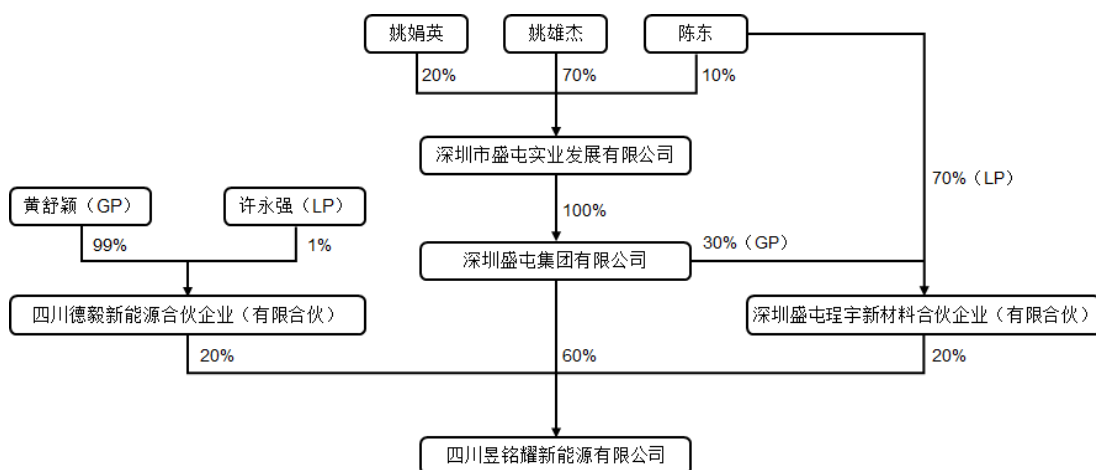 姚娟英
姚雄杰
陈东
20%
70%
10%
深圳市盛屯实业发展有限公司
70%（LP）
黄舒颖（GP）
许永强（LP）
100%
99%
1%
30%（GP）
深圳盛屯集团有限公司
四川德毅新能源合伙企业（有限合伙）
深圳盛屯珵宇新材料合伙企业（有限合伙）
20%
60%
20%
四川昱铭耀新能源有限公司